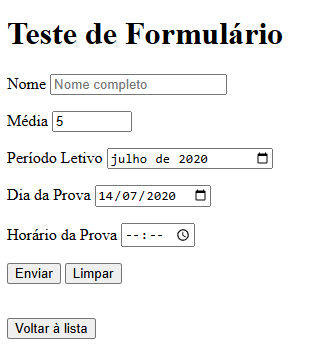 Teste de Formulário
Nome Nome completo
Média 5
Período Letivo julho de 2020
Dia da Prova 14/07/2020
Horário da Prova --:--
Enviar Limpar
Voltar à lista